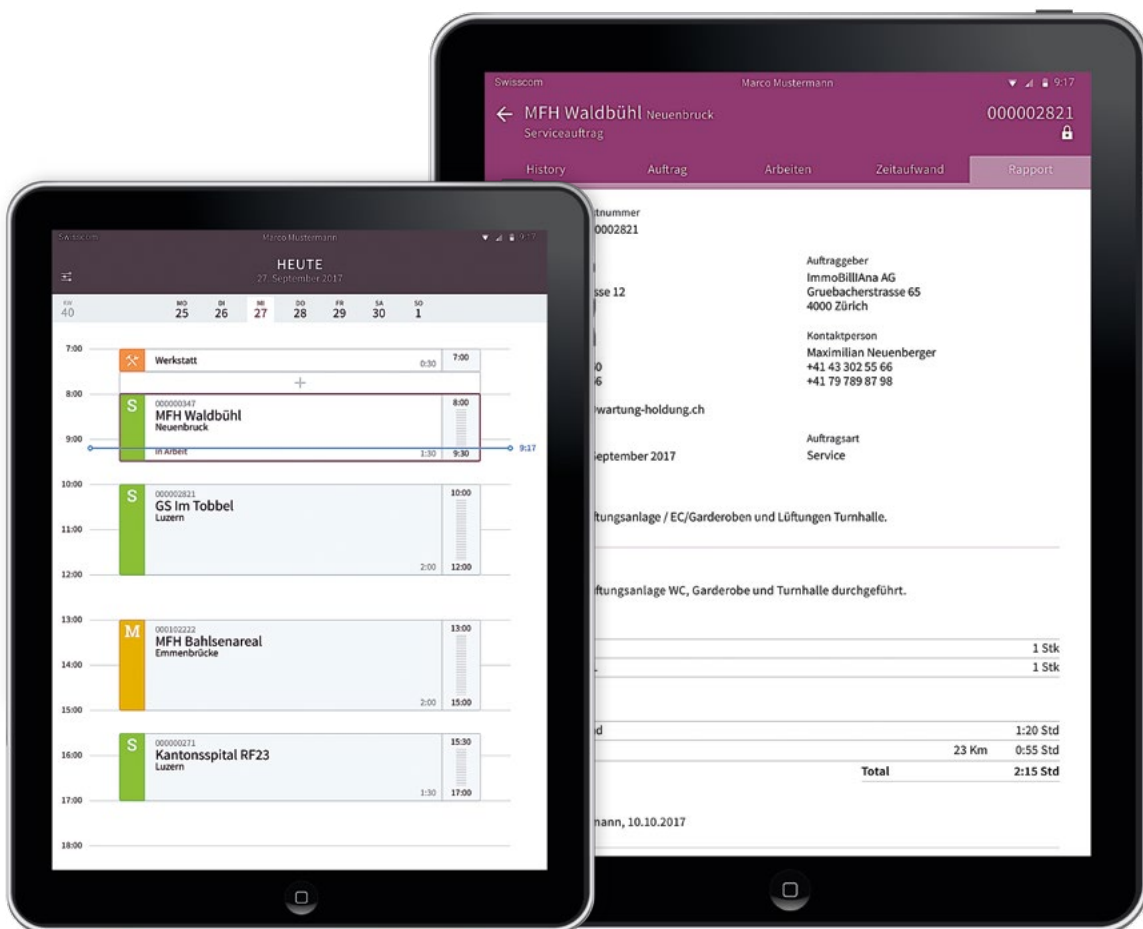 Swisscom Marco Mustermann 9:17
HEUTE
27. September 2017
KW MO DI MI DO FR SA SO
40 25 26 27 28 29 30 1
7:00
Werkstatt 0:30 7:00
+
8:00
S 000000347 8:00
MFH Waldbühl
Neuenbruck
9:00
9:17
In Arbeit 1:30 9:30
10:00
S 000002821 10:00
GS Im Tobbel
Luzern
11:00
12:00
2:00 12:00
13:00
M 000102222 13:00
MFH Bahlsenareal
Emmenbrücke
14:00
15:00
2:00 15:00
S 000000271 15:30
Kantonsspital RF23
Luzern
16:00
1:30 17:00
17:00
18:00
Swisscom Marco Mustermann 9:17
MFH Waldbühl Neuenbruck 000002821
Serviceauftrag
History Auftrag Arbeiten Zeitaufwand Rapport
tnummer
0002821
Auftraggeber
ImmoBillIAna AG
sse 12 Gruebacherstrasse 65
4000 Zürich
Kontaktperson
Maximilian Neuenberger
0 +41 43 302 55 66
6 +41 79 789 87 98
wartung-holdung.ch
Auftragsart
September 2017 Service
ftungsanlage / EC/Garderoben und Lüftungen Turnhalle.
ftungsanlage WC, Garderobe und Turnhalle durchgeführt.
1 Stk
1 Stk
d 1:20 Std
23 Km 0:55 Std
Total 2:15 Std
mann, 10.10.2017